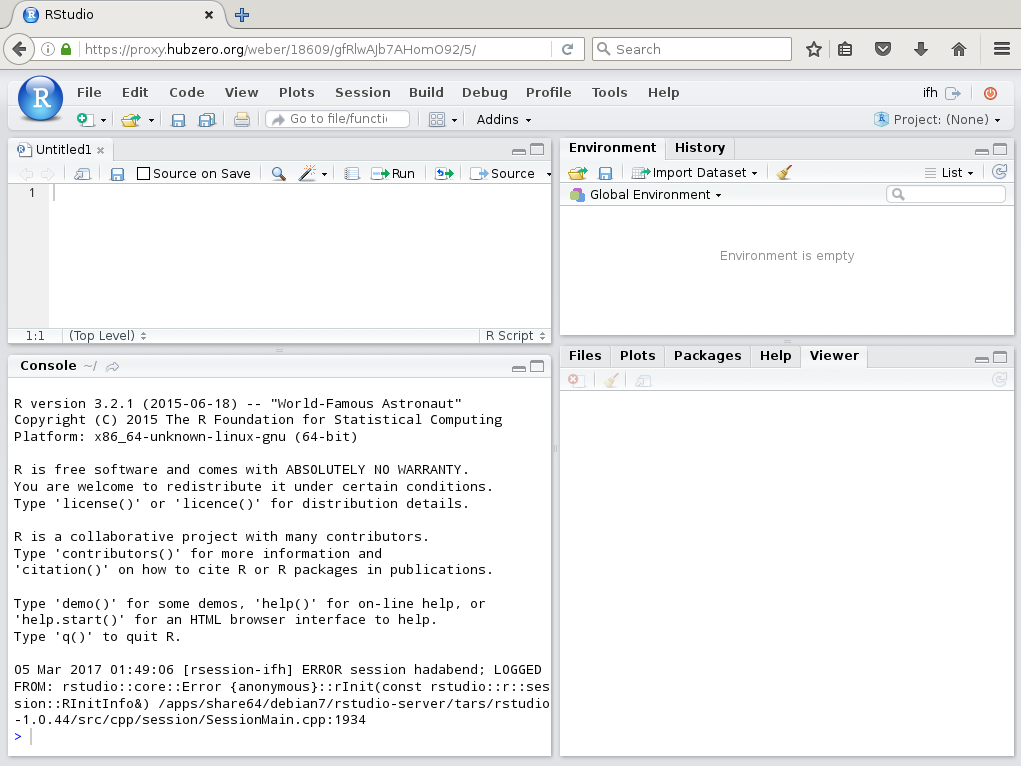 RStudio
https://proxy.hubzero.org/weber/18609/gfRlwAJb7AHomO92/5/
Search
R
File Edit Code View Plots Session Build Debug Profile Tools Help
ifh
Go to file/functi
Addins
Project: (None)
Untitled1
Source on Save
Run
Source
1
1:1
(Top Level)
R Script
Console ~/
R version 3.2.1 (2015-06-18) -- "World-Famous Astronaut"
Copyright (C) 2015 The R Foundation for Statistical Computing
Platform: x86_64-unknown-linux-gnu (64-bit)
R is free software and comes with ABSOLUTELY NO WARRANTY.
You are welcome to redistribute it under certain conditions.
Type 'license()' or 'licence()' for distribution details.
R is a collaborative project with many contributors.
Type 'contributors()' for more information and
'citation()' on how to cite R or R packages in publications.
Type 'demo()' for some demos, 'help()' for on-line help, or
'help.start()' for an HTML browser interface to help.
Type 'q()' to quit R.
05 Mar 2017 01:49:06 [rsession-ifh] ERROR session hadabend; LOGGED
FROM: rstudio::core::Error {anonymous}::rInit(const rstudio::r::ses
sion::RInitInfo&) /apps/share64/debian7/rstudio-server/tars/rstudio
-1.0.44/src/cpp/session/SessionMain.cpp:1934
>
Environment History
Import Dataset
List
Global Environment
Environment is empty
Files Plots Packages Help Viewer